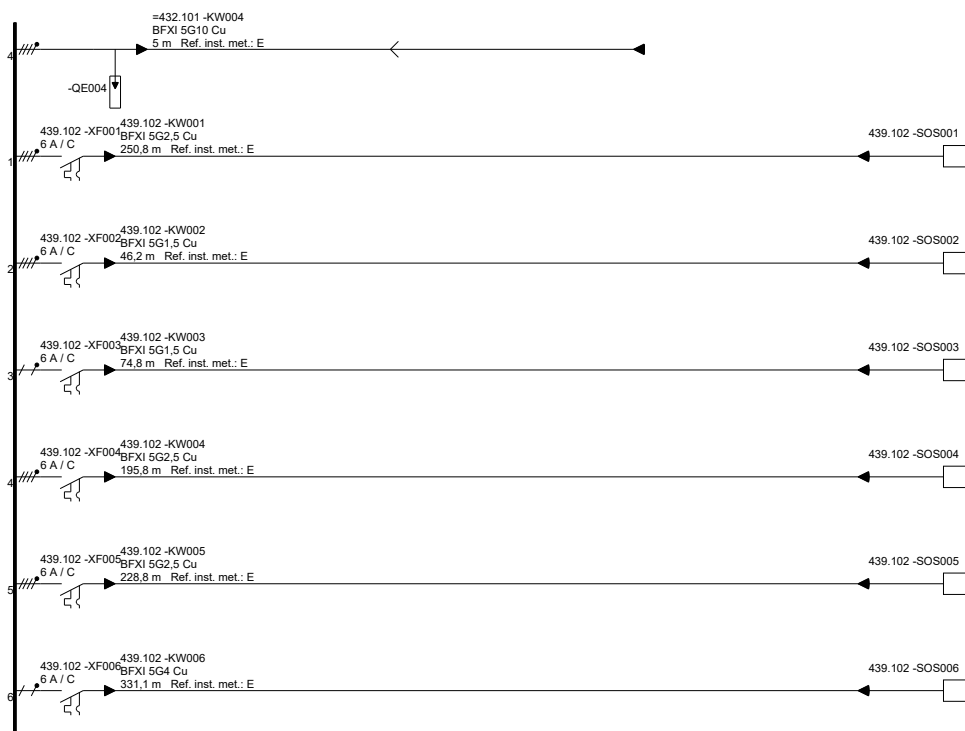 =432.101 -KW004
BFXI 5G10 Cu
5 m Ref. inst. met.: E
4
-QE004
439.102 -XF001
6 A / C
439.102 -KW001
BFXI 5G2,5 Cu
250,8 m Ref. inst. met.: E
439.102 -SOS001
1
439.102 -XF002
6 A / C
439.102 -KW002
BFXI 5G1,5 Cu
46,2 m Ref. inst. met.: E
439.102 -SOS002
2
439.102 -XF003
6 A / C
439.102 -KW003
BFXI 5G1,5 Cu
74,8 m Ref. inst. met.: E
439.102 -SOS003
3
439.102 -XF004
6 A / C
439.102 -KW004
BFXI 5G2,5 Cu
195,8 m Ref. inst. met.: E
439.102 -SOS004
4
439.102 -XF005
6 A / C
439.102 -KW005
BFXI 5G2,5 Cu
228,8 m Ref. inst. met.: E
439.102 -SOS005
5
439.102 -XF006
6 A / C
439.102 -KW006
BFXI 5G4 Cu
331,1 m Ref. inst. met.: E
439.102 -SOS006
6